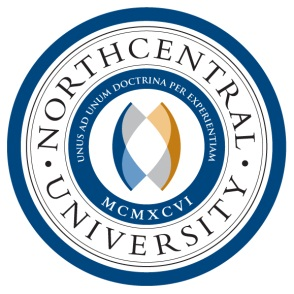 NORTHCENTRAL
UNIVERSITY
UNUS AD UNUM DOCTRINA PER EXPERIENTIAM
MCMXCVI